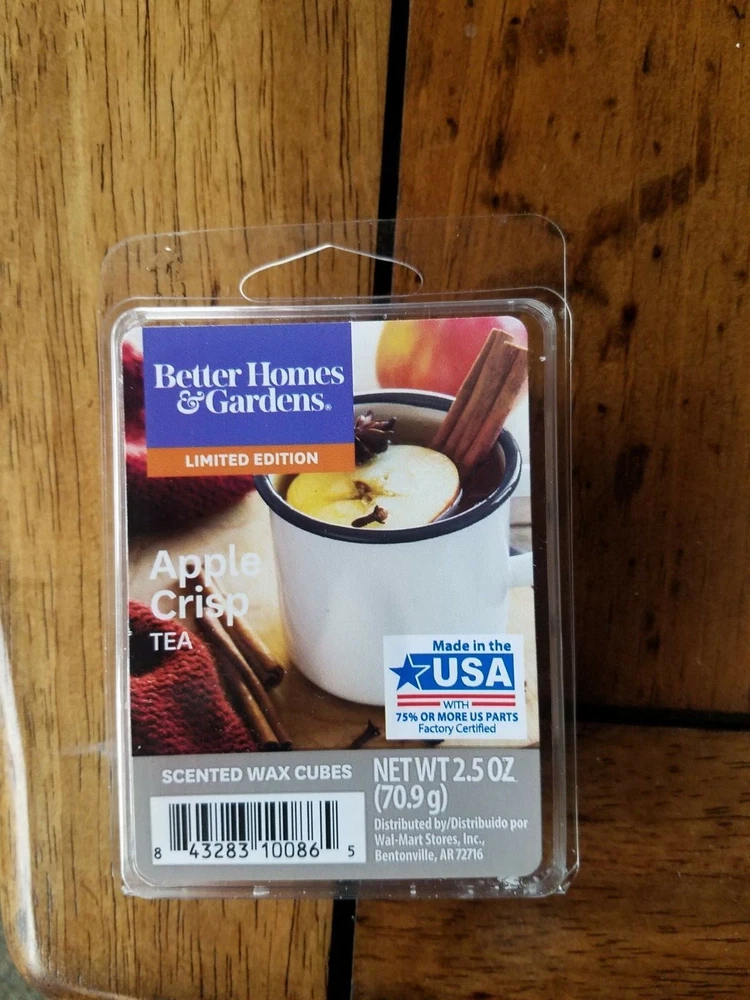 Better Homes
& Gardens®
LIMITED EDITION
Apple
Crisp
TEA
Made in the
USA
WITH
75% OR MORE US PARTS
Factory Certified
SCENTED WAX CUBES
NET WT 2.5 OZ
(70.9 g)
Distributed by/Distribuido por
Wal-Mart Stores, Inc.,
Bentonville, AR 72716
8 43283 10086 5